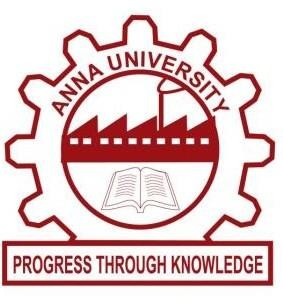 ANNA UNIVERSITY
PROGRESS THROUGH KNOWLEDGE